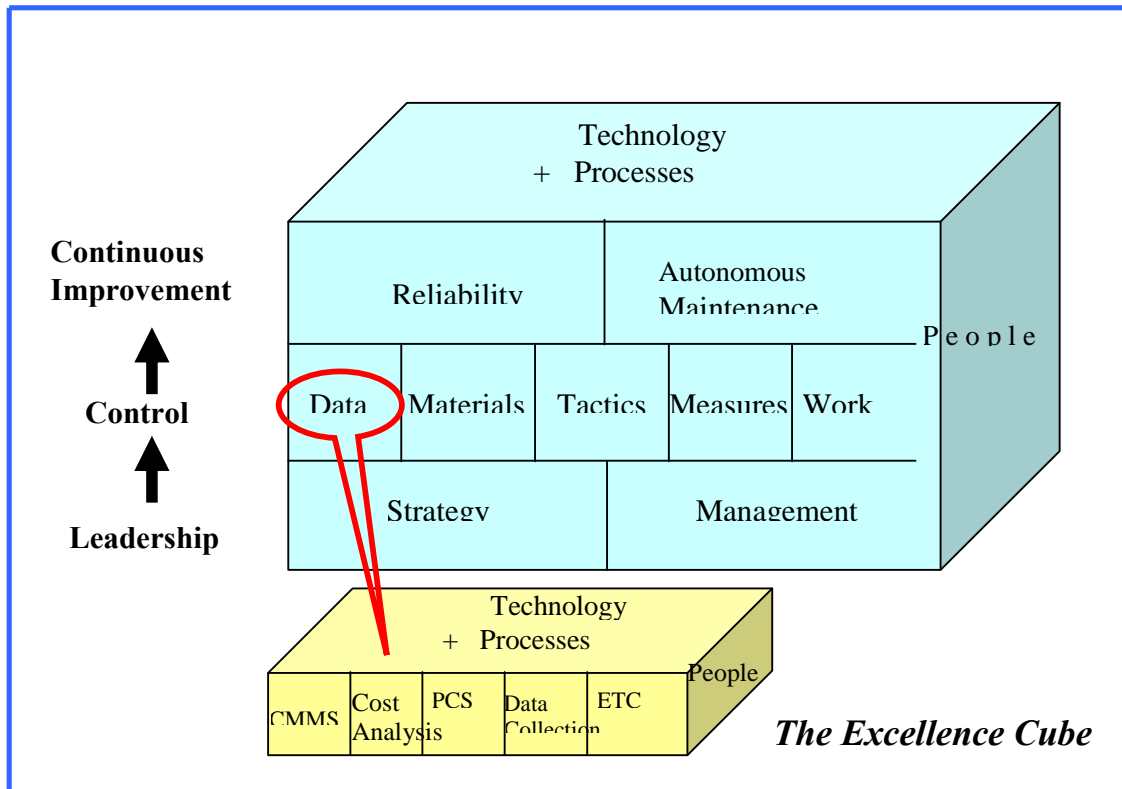 Technology
+ Processes
Continuous
Improvement
Reliability
Autonomous
Maintenance
People
Control
Data
Materials
Tactics
Measures
Work
Leadership
Strategy
Management
Technology
+ Processes
People
CMMS
Cost
Analysis
PCS
Data
Collection
ETC
The Excellence Cube